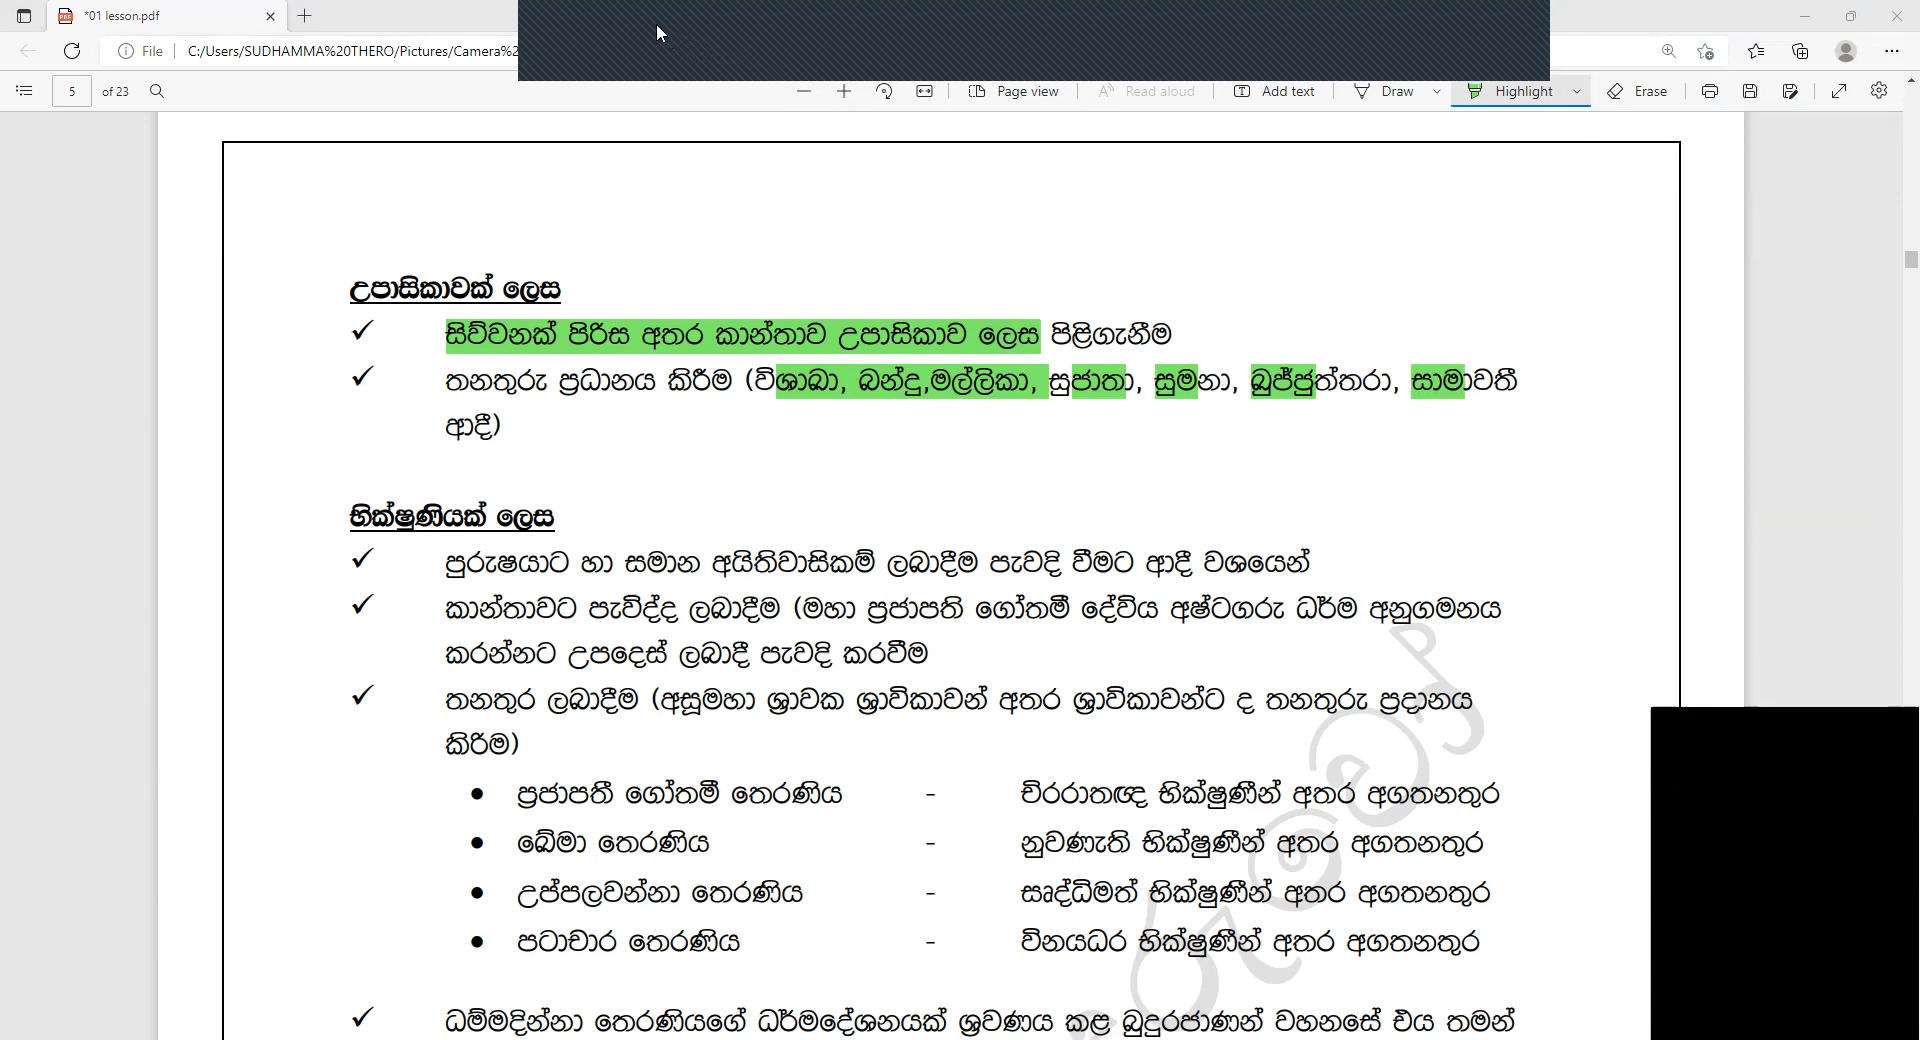 *01 lesson.pdf
File
C:/Users/SUDHAMMA%20THERO/Pictures/Camera%2
5 of 23
Page view
Read aloud
Add text
Draw
Highlight
Erase
උපාසිකාවක් ලෙස
✓ සිව්වනක් පිරිස අතර කාන්තාව උපාසිකාව ලෙස පිළිගැනීම
✓ තනතුරු ප්‍රධානය කිරීම (විශාඛා, බන්දු,මල්ලිකා, සුජාතා, සුමනා, ඛුජ්ජුත්තරා, සාමාවතී
ආදී)
භික්ෂුණියක් ලෙස
✓ පුරුෂයාට හා සමාන අයිතිවාසිකම් ලබාදීම පැවදි වීමට ආදී වශයෙන්
✓ කාන්තාවට පැවිද්ද ලබාදීම (මහා ප්‍රජාපති ගෝතමී දේවිය අෂ්ටගරු ධර්ම අනුගමනය
කරන්නට උපදෙස් ලබාදී පැවදි කරවීම
✓ තනතුර ලබාදීම (අසූමහා ශ්‍රාවක ශ්‍රාවිකාවන් අතර ශ්‍රාවිකාවන්ට ද තනතුරු ප්‍රදානය
කිරිම)
• ප්‍රජාපතී ගෝතමී තෙරණිය - චිරරාතඥ භික්ෂුණීන් අතර අගතනතුර
• ඛේමා තෙරණිය - නුවණැති භික්ෂුණීන් අතර අගතනතුර
• උප්පලවන්නා තෙරණිය - සෘද්ධිමත් භික්ෂුණීන් අතර අගතනතුර
• පටාචාර තෙරණිය - විනයධර භික්ෂුණීන් අතර අගතනතුර
✓ ධම්මදින්නා තෙරණියගේ ධර්මදේශනයක් ශ්‍රවණය කළ බුදුරජාණන් වහනසේ එය තමන්